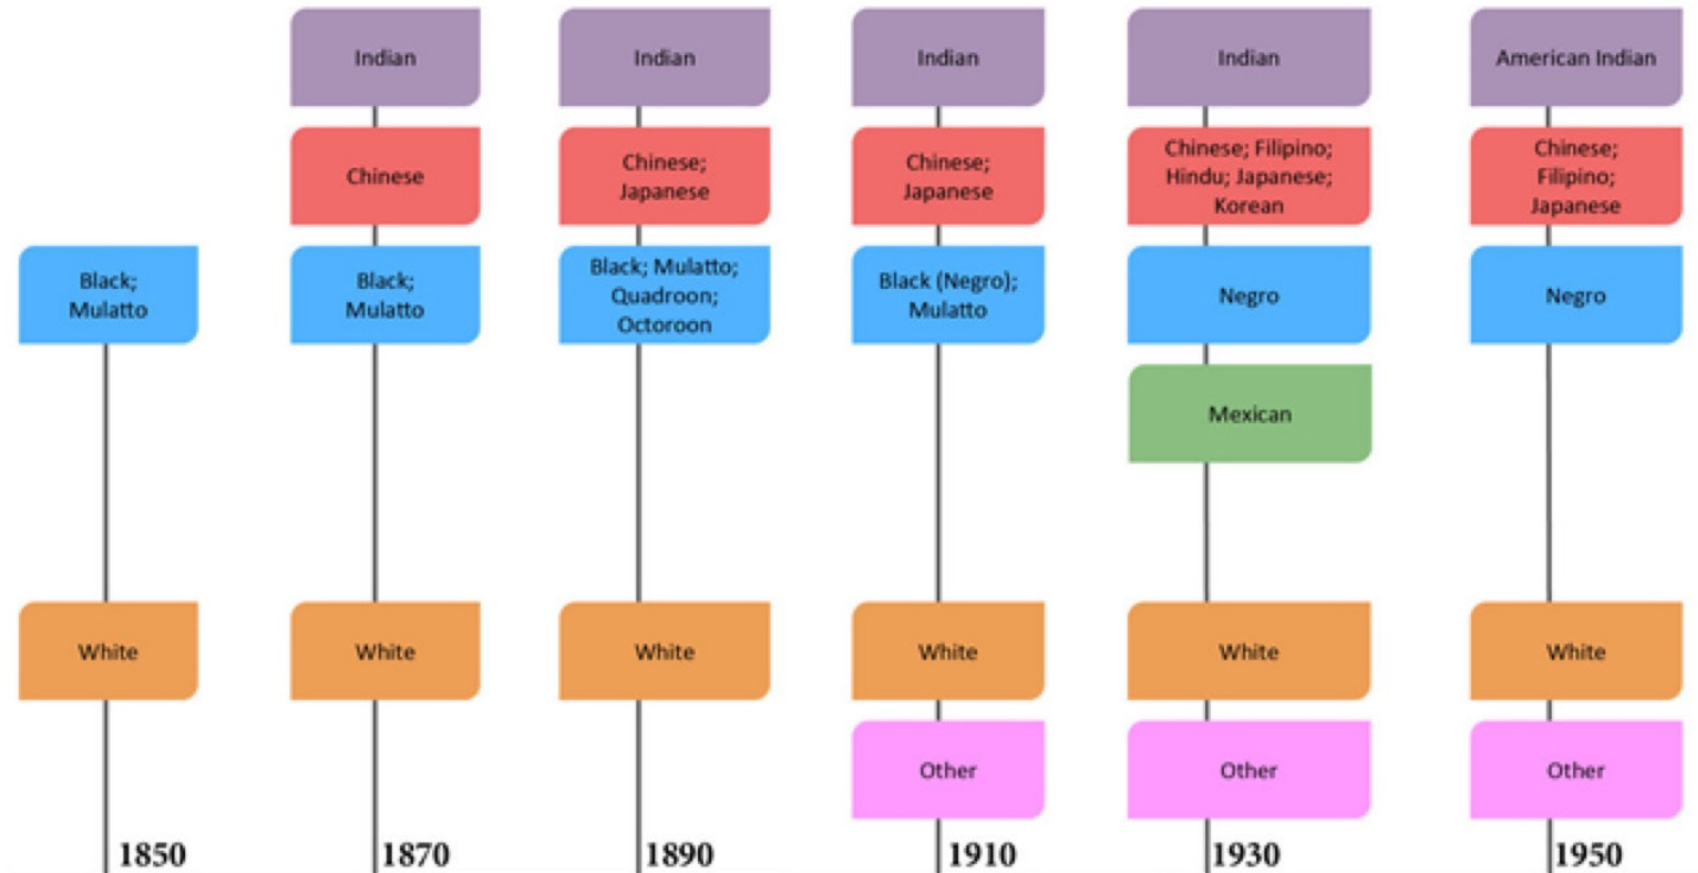 Indian
Indian
Indian
Indian
American Indian
Chinese
Chinese;
Japanese
Chinese;
Japanese
Chinese; Filipino;
Hindu; Japanese;
Korean
Chinese;
Filipino;
Japanese
Black;
Mulatto
Black;
Mulatto
Black; Mulatto;
Quadroon;
Octoroon
Black (Negro);
Mulatto
Negro
Negro
Mexican
White
White
White
White
White
White
Other
Other
Other
1850
1870
1890
1910
1930
1950